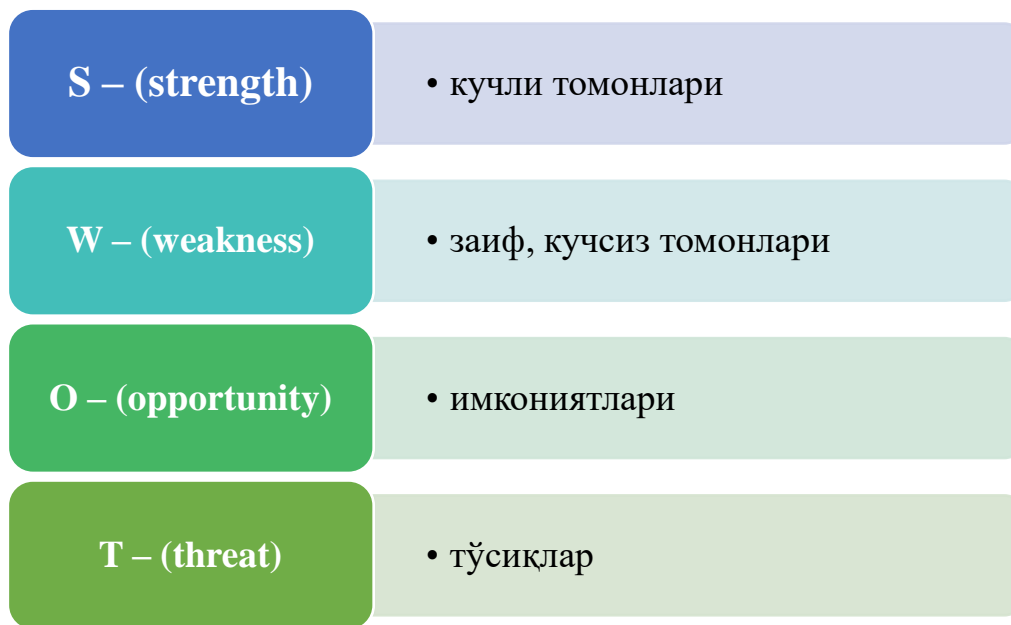 S – (strength)
• кучли томонлари
W – (weakness)
• заиф, кучсиз томонлари
O – (opportunity)
• имкониятлари
T – (threat)
• тўсиқлар